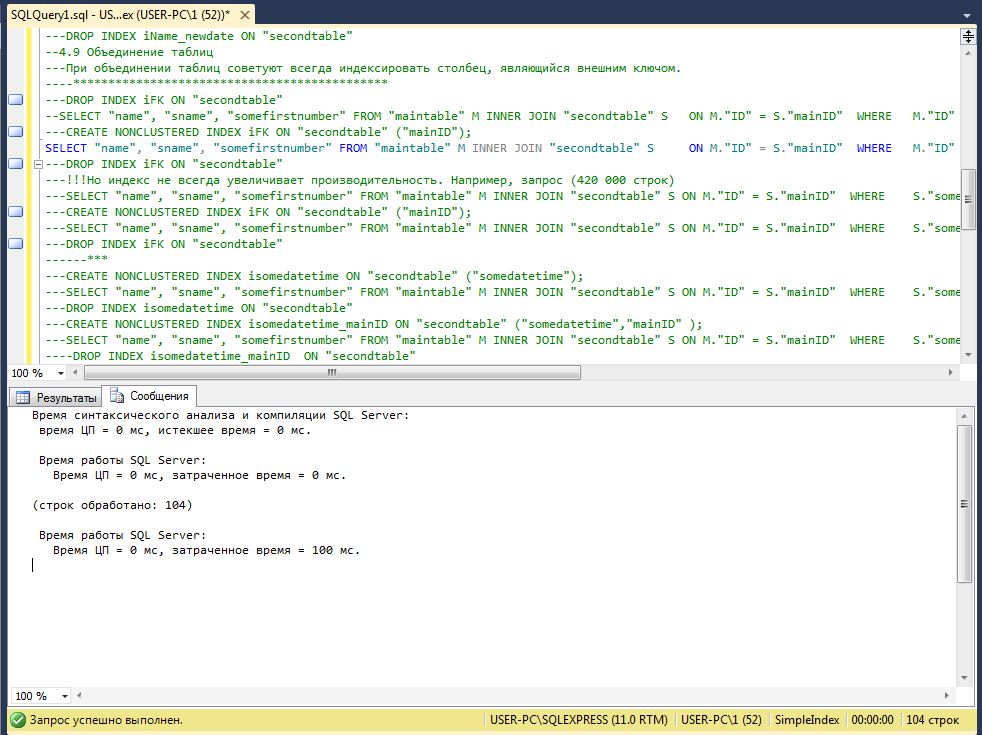 SQLQuery1.sql - US...ex (USER-PC\1 (52))*
---DROP INDEX iName_newdate ON "secondtable"
--4.9 Объединение таблиц
---При объединении таблиц советуют всегда индексировать столбец, являющийся внешним ключом.
----*********************************************
---DROP INDEX iFK ON "secondtable"
--SELECT "name", "sname", "somefirstnumber" FROM "maintable" M INNER JOIN "secondtable" S ON M."ID" = S."mainID" WHERE M."ID"
---CREATE NONCLUSTERED INDEX iFK ON "secondtable" ("mainID");
SELECT "name", "sname", "somefirstnumber" FROM "maintable" M INNER JOIN "secondtable" S ON M."ID" = S."mainID" WHERE M."ID"
---DROP INDEX iFK ON "secondtable"
---!!!Но индекс не всегда увеличивает производительность. Например, запрос (420 000 строк)
---SELECT "name", "sname", "somefirstnumber" FROM "maintable" M INNER JOIN "secondtable" S ON M."ID" = S."mainID" WHERE S."some
---CREATE NONCLUSTERED INDEX iFK ON "secondtable" ("mainID");
---SELECT "name", "sname", "somefirstnumber" FROM "maintable" M INNER JOIN "secondtable" S ON M."ID" = S."mainID" WHERE S."some
---DROP INDEX iFK ON "secondtable"
------***
---CREATE NONCLUSTERED INDEX isomedatetime ON "secondtable" ("somedatetime");
---SELECT "name", "sname", "somefirstnumber" FROM "maintable" M INNER JOIN "secondtable" S ON M."ID" = S."mainID" WHERE S."some
---DROP INDEX isomedatetime ON "secondtable"
---CREATE NONCLUSTERED INDEX isomedatetime_mainID ON "secondtable" ("somedatetime","mainID" );
---SELECT "name", "sname", "somefirstnumber" FROM "maintable" M INNER JOIN "secondtable" S ON M."ID" = S."mainID" WHERE S."some
----DROP INDEX isomedatetime_mainID ON "secondtable"
100 %
Результаты Сообщения
Время синтаксического анализа и компиляции SQL Server:
время ЦП = 0 мс, истекшее время = 0 мс.
Время работы SQL Server:
Время ЦП = 0 мс, затраченное время = 0 мс.
(строк обработано: 104)
Время работы SQL Server:
Время ЦП = 0 мс, затраченное время = 100 мс.
100 %
Запрос успешно выполнен. USER-PC\SQLEXPRESS (11.0 RTM) USER-PC\1 (52) SimpleIndex 00:00:00 104 строк